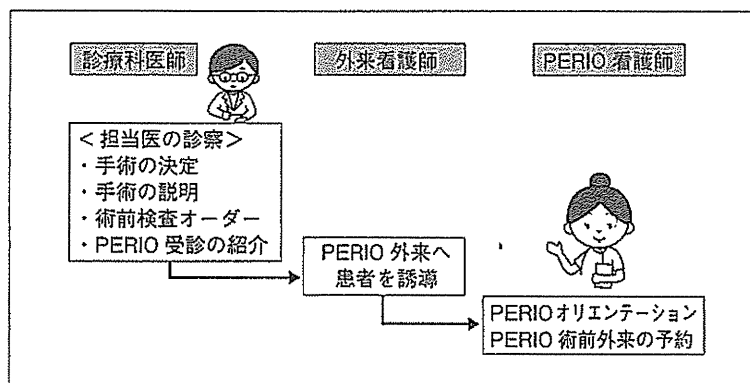 診療科医師
外来看護師
PERIO 看護師
＜担当医の診察＞
・手術の決定
・手術の説明
・術前検査オーダー
・PERIO 受診の紹介
PERIO 外来へ
患者を誘導
PERIOオリエンテーション
PERIO 術前外来の予約